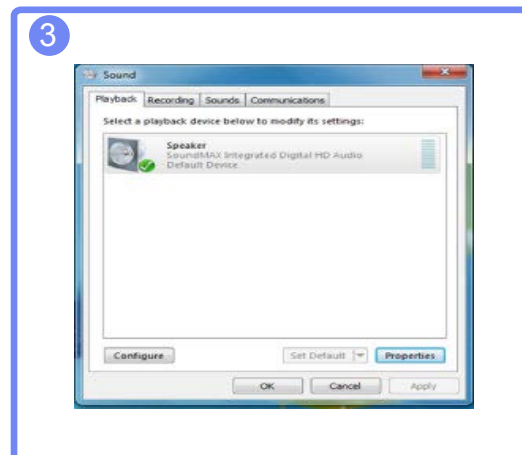 3
Sound
Playback Recording Sounds Communications
Select a playback device below to modify its settings:
Speaker
SoundMAX Integrated Digital HD Audio
Default Device
Configure Set Default Properties
OK Cancel Apply